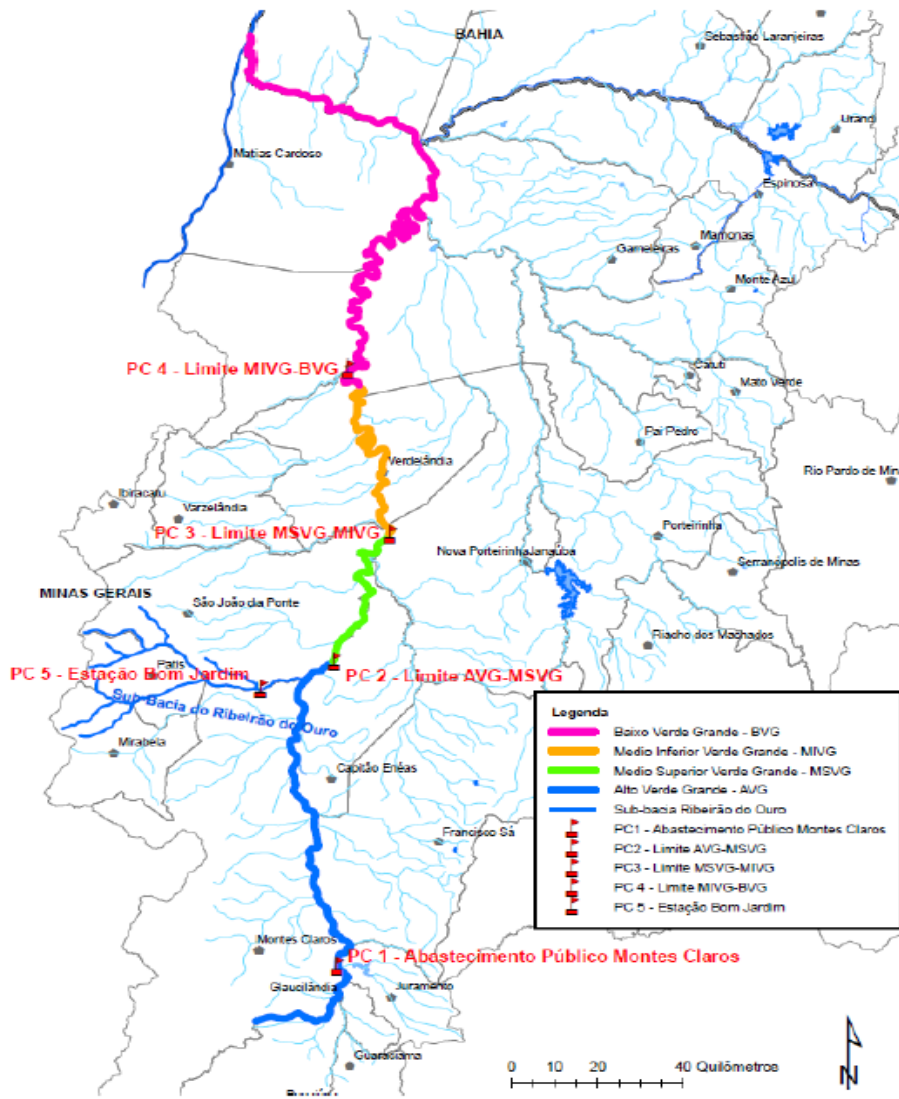 BAHIA
Sebastião Laranjeiras
Urandi
Matias Cardoso
Espinosa
Mamonas
Gameleiras
Monte Azul
PC 4 - Limite MIVG-BVG
Catuti
Mato Verde
Pai Pedro
Verdelândia
Rio Pardo de Min
Ibiracatu
Varzelândia
PC 3 - Limite MSVG-MIVG
Porteirinha
Nova Porteirinha
Janaúba
Serranópolis de Minas
MINAS GERAIS
São João da Ponte
Riacho dos Machados
PC 5 - Estação Bom Jardim
Patis
PC 2 - Limite AVG-MSVG
Sub-Bacia do Ribeirão do Ouro
Mirabela
Capitão Enéas
Francisco Sá
Montes Claros
PC 1 - Abastecimento Público Montes Claros
Glaucilândia
Juramento
Guaraciama
Legenda
Baixo Verde Grande - BVG
Medio Inferior Verde Grande - MIVG
Medio Superior Verde Grande - MSVG
Alto Verde Grande - AVG
Sub-bacia Ribeirão do Ouro
PC1 - Abastecimento Público Montes Claros
PC2 - Limite AVG-MSVG
PC3 - Limite MSVG-MIVG
PC 4 - Limite MIVG-BVG
PC 5 - Estação Bom Jardim
0 10 20 40 Quilômetros
N